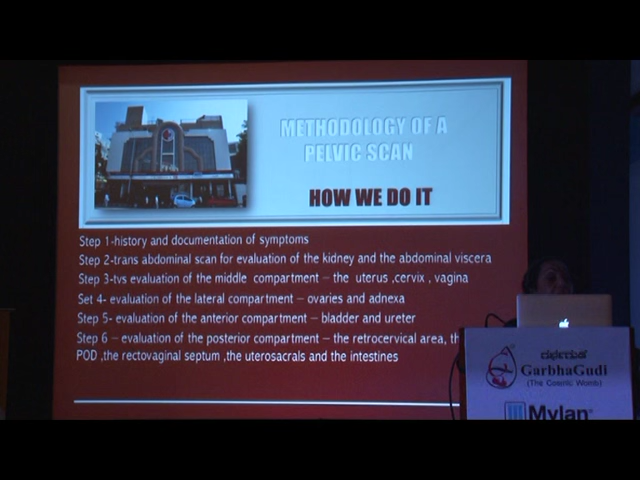 METHODOLOGY OF A
PELVIC SCAN
HOW WE DO IT
Step 1-history and documentation of symptoms
Step 2-trans abdominal scan for evaluation of the kidney and the abdominal viscera
Step 3-tvs evaluation of the middle compartment – the uterus ,cervix , vagina
Set 4- evaluation of the lateral compartment – ovaries and adnexa
Step 5- evaluation of the anterior compartment – bladder and ureter
Step 6 – evaluation of the posterior compartment – the retrocervical area, th
POD ,the rectovaginal septum ,the uterosacrals and the intestines
ಗರ್ಭಗುಡಿ
GarbhaGudi
(The Cosmic Womb)
Mylan